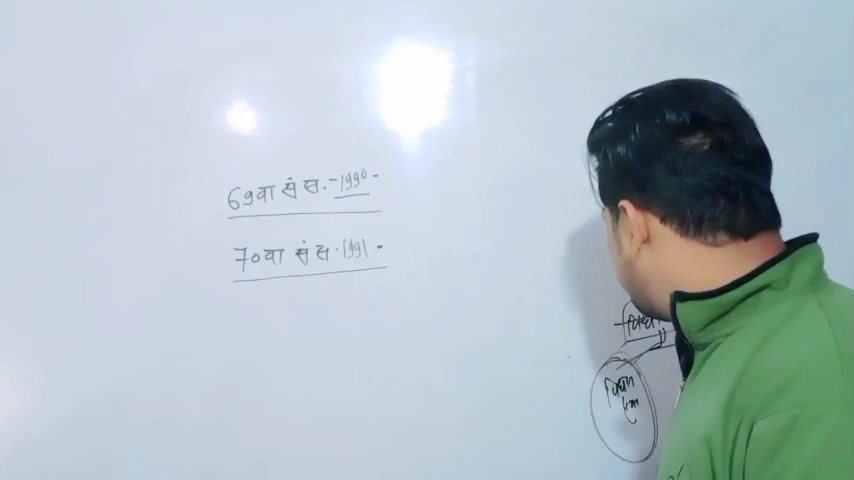 69वा सं स.-1990-
70वा सं स.1991-
विधान